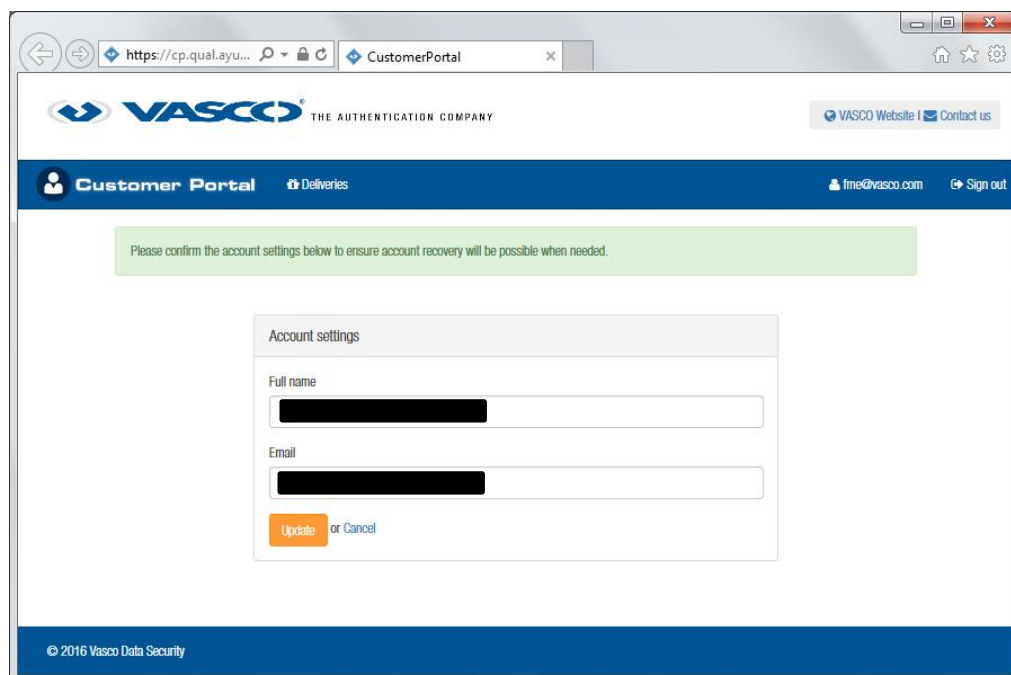 https://cp.qual.ayu...
CustomerPortal
VASCO® THE AUTHENTICATION COMPANY
VASCO Website | Contact us
Customer Portal
Deliveries
fme@vasco.com
Sign out
Please confirm the account settings below to ensure account recovery will be possible when needed.
Account settings
Full name
Email
Update or Cancel
© 2016 Vasco Data Security